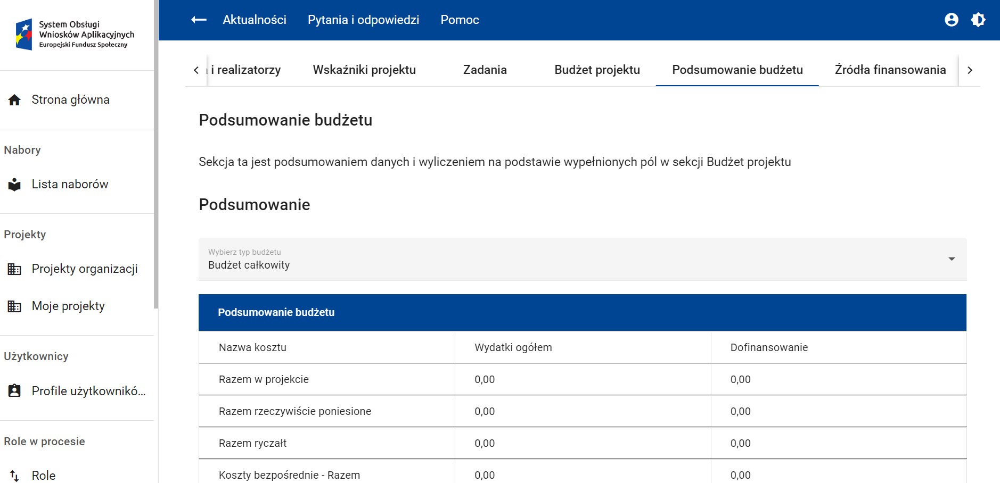 System Obsługi
Wniosków Aplikacyjnych
Europejski Fundusz Społeczny
Strona główna
Nabory
Lista naborów
Projekty
Projekty organizacji
Moje projekty
Użytkownicy
Profile użytkownikó...
Role w procesie
Role
Aktualności Pytania i odpowiedzi Pomoc
i realizatorzy Wskaźniki projektu Zadania Budżet projektu Podsumowanie budżetu Źródła finansowania
Podsumowanie budżetu
Sekcja ta jest podsumowaniem danych i wyliczeniem na podstawie wypełnionych pól w sekcji Budżet projektu
Podsumowanie
Wybierz typ budżetu
Budżet całkowity
Podsumowanie budżetu
Nazwa kosztu Wydatki ogółem Dofinansowanie
Razem w projekcie 0,00 0,00
Razem rzeczywiście poniesione 0,00 0,00
Razem ryczałt 0,00 0,00
Koszty bezpośrednie - Razem 0,00 0,00